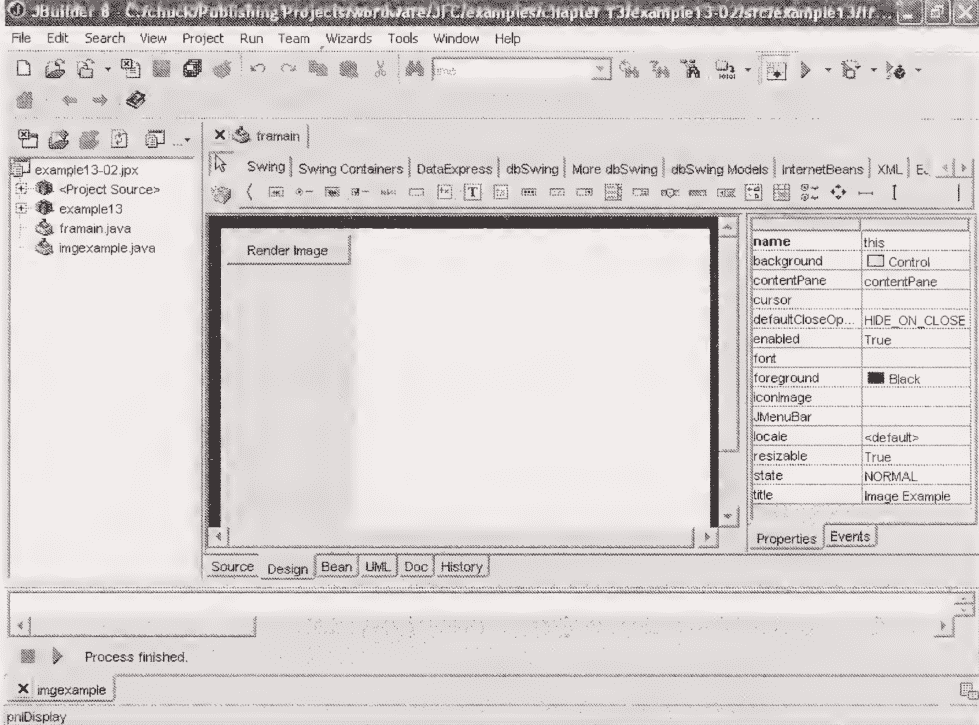 JBuilder 8 - C:/chuck/Publishing Projects/wordware/JFC/examples/chapter 13/example13-02/src/example13/fr...
File Edit Search View Project Run Team Wizards Tools Window Help
framain
Swing Swing Containers DataExpress dbSwing More dbSwing dbSwing Models InternetBeans XML
example13-02.jpx
<Project Source>
example13
framain.java
imgexample.java
Render Image
name this
background Control
contentPane contentPane
cursor
defaultCloseOp... HIDE_ON_CLOSE
enabled True
font
foreground Black
iconImage
JMenuBar
locale <default>
resizable True
state NORMAL
title Image Example
Properties Events
Source Design Bean UML Doc History
Process finished.
imgexample
pnlDisplay